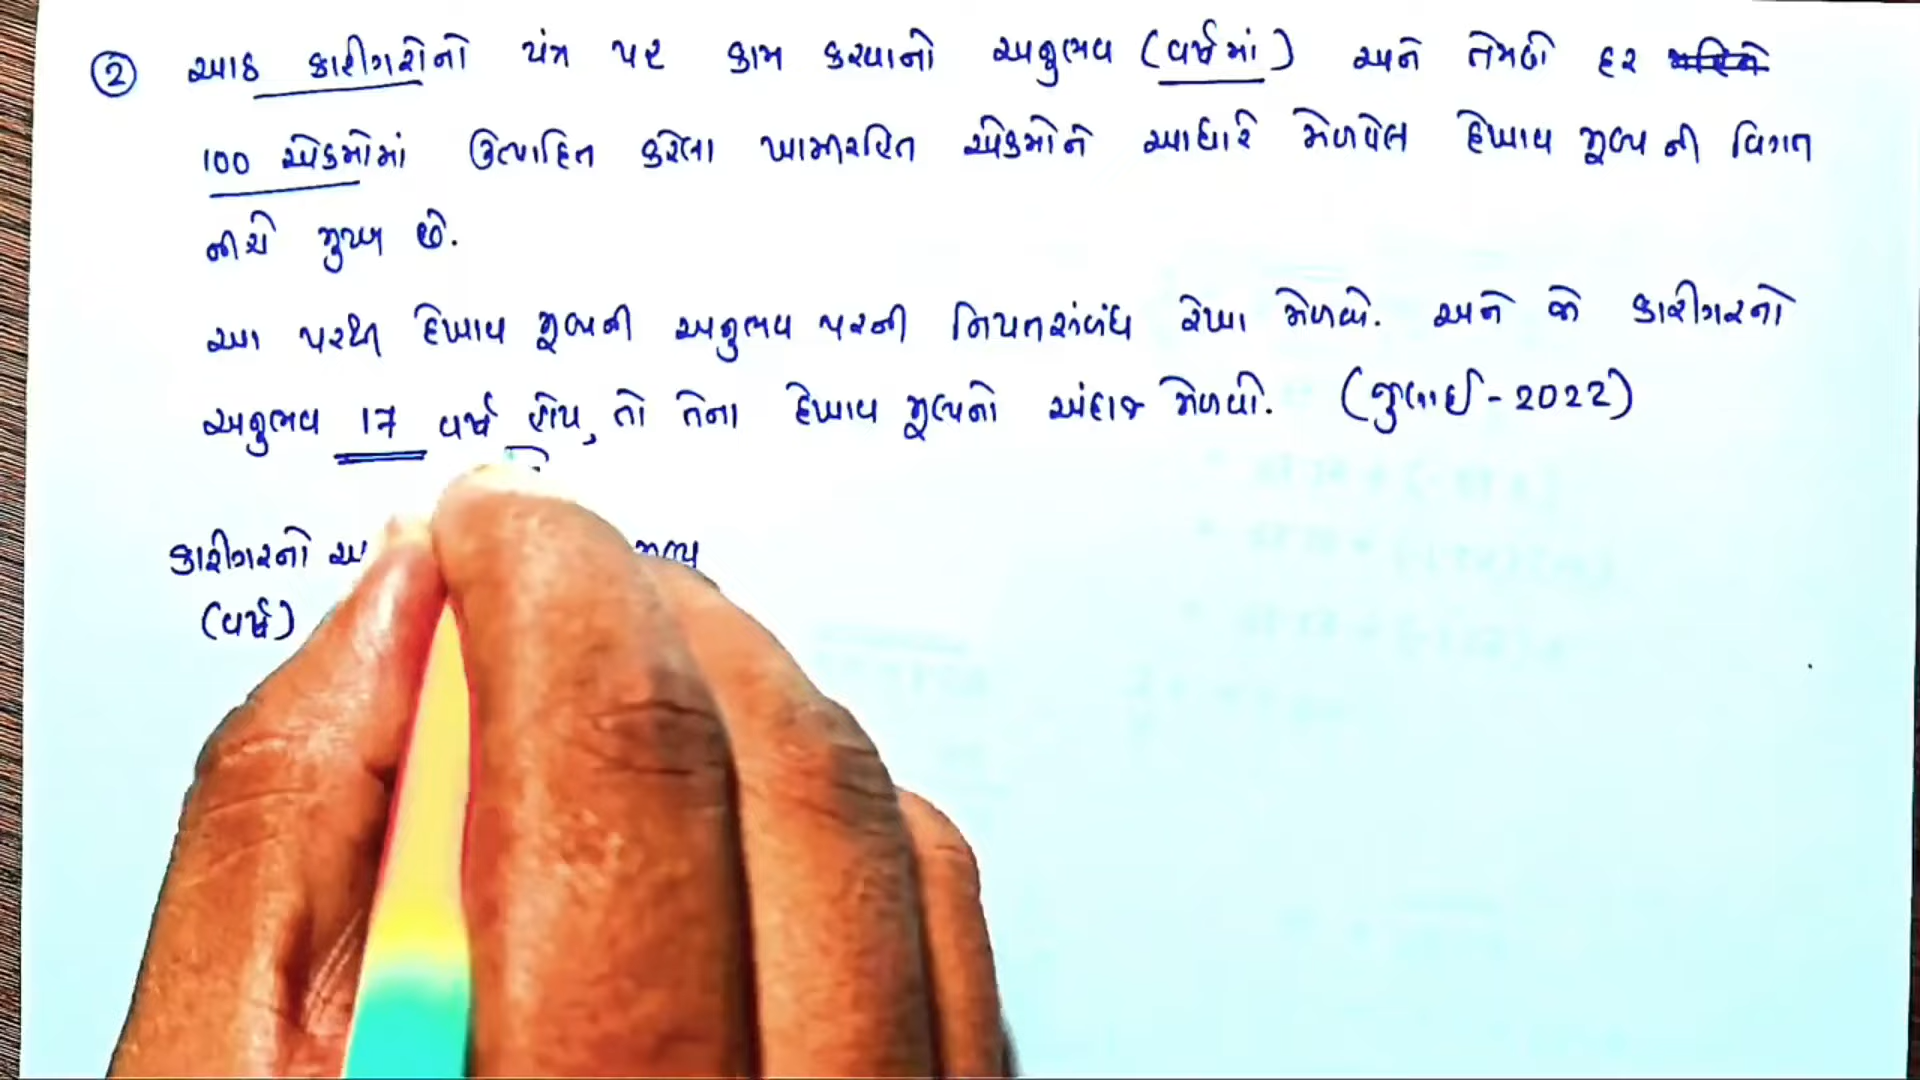 ② આઠ કારીગરોનો યંત્ર પર કામ કરવાનો અનુભવ (વર્ષમાં) અને તેમણે દર
100 એકમોમાં ઉત્પાદિત કરેલા ખામીરહિત એકમોને આધારે મેળવેલ દેખાવ મૂલ્ય ની વિગત
નીચે મુજબ છે.
આ પરથી દેખાવ મૂલ્યની અનુભવ પરની નિયતસંબંધ રેખા મેળવો. અને જો કારીગરનો
અનુભવ 17 વર્ષ હોય, તો તેના દેખાવ મૂલ્યનો અંદાજ મેળવો. (જુલાઈ - 2022)
કારીગરનો અ મૂલ્ય
(વર્ષ)